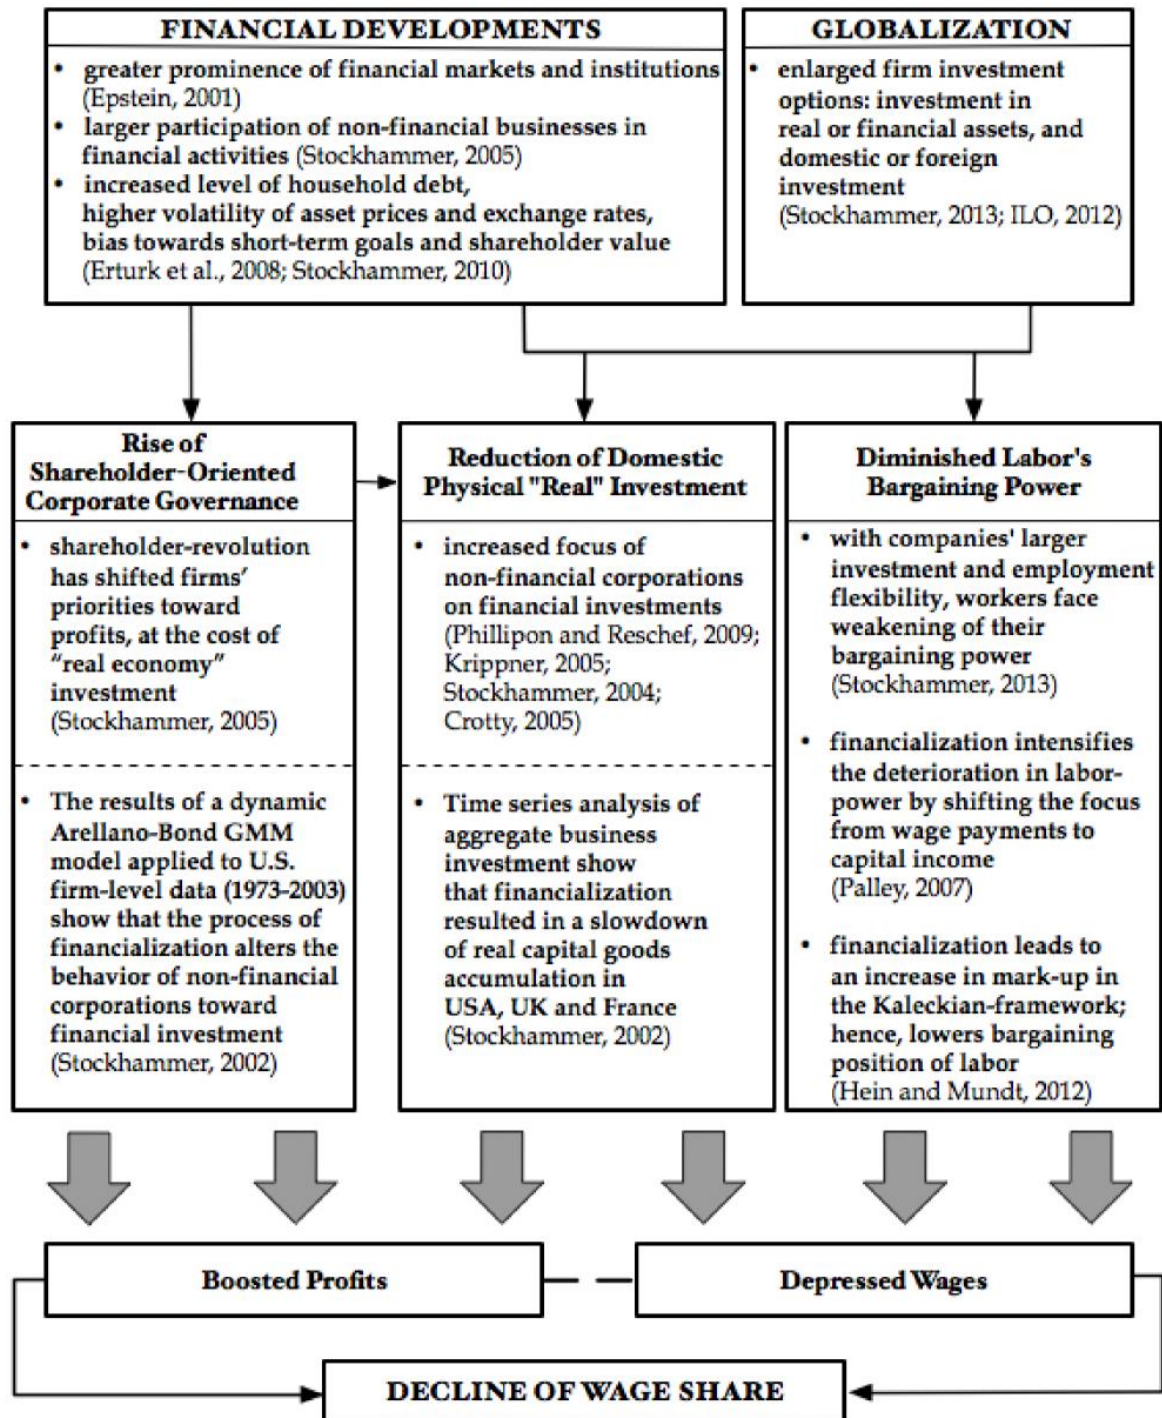 FINANCIAL DEVELOPMENTS
• greater prominence of financial markets and institutions
(Epstein, 2001)
• larger participation of non-financial businesses in
financial activities (Stockhammer, 2005)
• increased level of household debt,
higher volatility of asset prices and exchange rates,
bias towards short-term goals and shareholder value
(Erturk et al., 2008; Stockhammer, 2010)
GLOBALIZATION
• enlarged firm investment
options: investment in
real or financial assets, and
domestic or foreign
investment
(Stockhammer, 2013; ILO, 2012)
Rise of
Shareholder-Oriented
Corporate Governance
• shareholder-revolution
has shifted firms’
priorities toward
profits, at the cost of
“real economy”
investment
(Stockhammer, 2005)
• The results of a dynamic
Arellano-Bond GMM
model applied to U.S.
firm-level data (1973-2003)
show that the process of
financialization alters the
behavior of non-financial
corporations toward
financial investment
(Stockhammer, 2002)
Reduction of Domestic
Physical "Real" Investment
• increased focus of
non-financial corporations
on financial investments
(Phillipon and Reschef, 2009;
Krippner, 2005;
Stockhammer, 2004;
Crotty, 2005)
• Time series analysis of
aggregate business
investment show
that financialization
resulted in a slowdown
of real capital goods
accumulation in
USA, UK and France
(Stockhammer, 2002)
Diminished Labor's
Bargaining Power
• with companies' larger
investment and employment
flexibility, workers face
weakening of their
bargaining power
(Stockhammer, 2013)
• financialization intensifies
the deterioration in labor-
power by shifting the focus
from wage payments to
capital income
(Palley, 2007)
• financialization leads to
an increase in mark-up in
the Kaleckian-framework;
hence, lowers bargaining
position of labor
(Hein and Mundt, 2012)
Boosted Profits
Depressed Wages
DECLINE OF WAGE SHARE